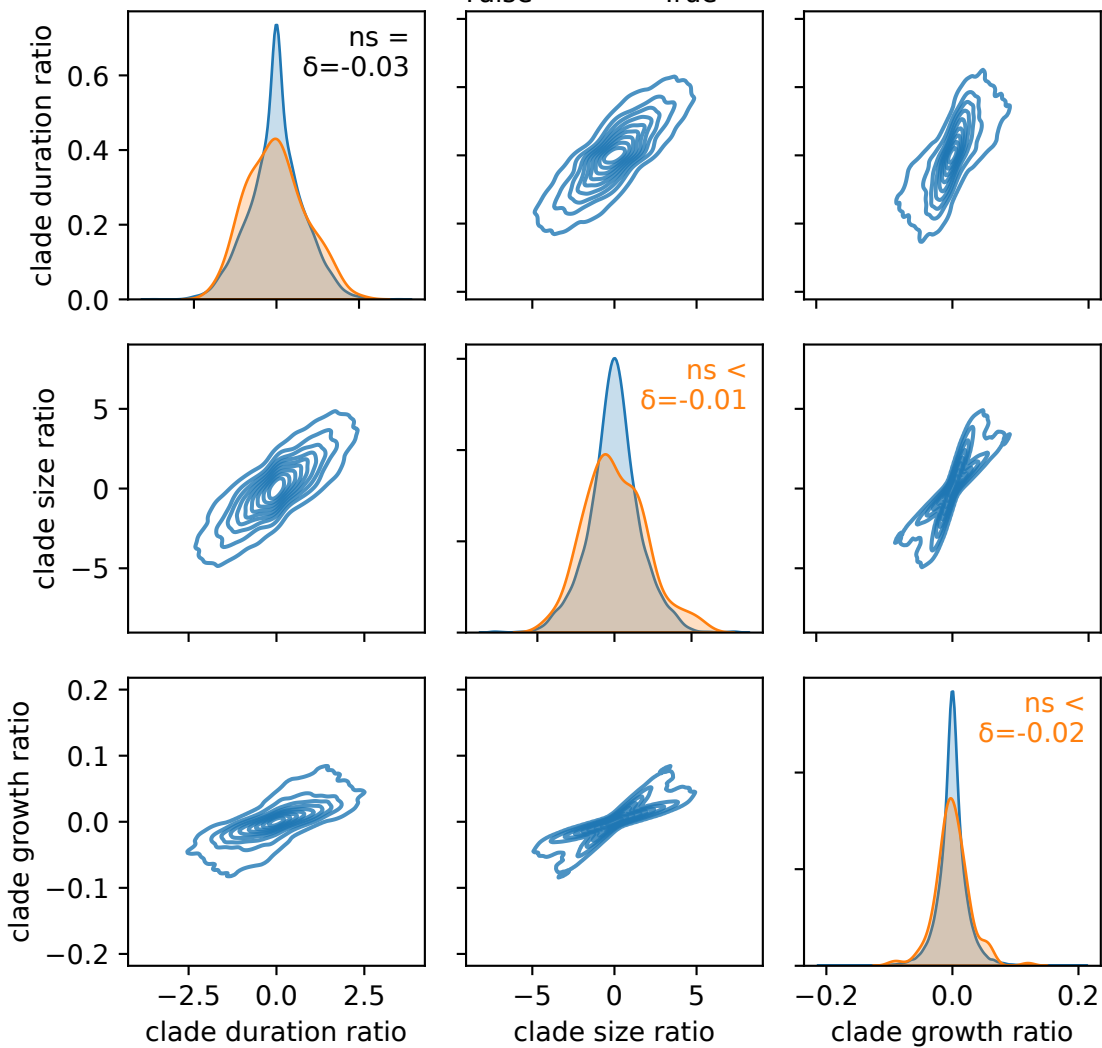 clade duration ratio
0.6
0.4
0.2
0.0
ns =
δ=-0.03
clade size ratio
5
0
−5
ns <
δ=-0.01
clade growth ratio
0.2
0.1
0.0
−0.1
−0.2
ns <
δ=-0.02
−2.5 0.0 2.5
−5 0 5
−0.2 0.0 0.2
clade duration ratio
clade size ratio
clade growth ratio